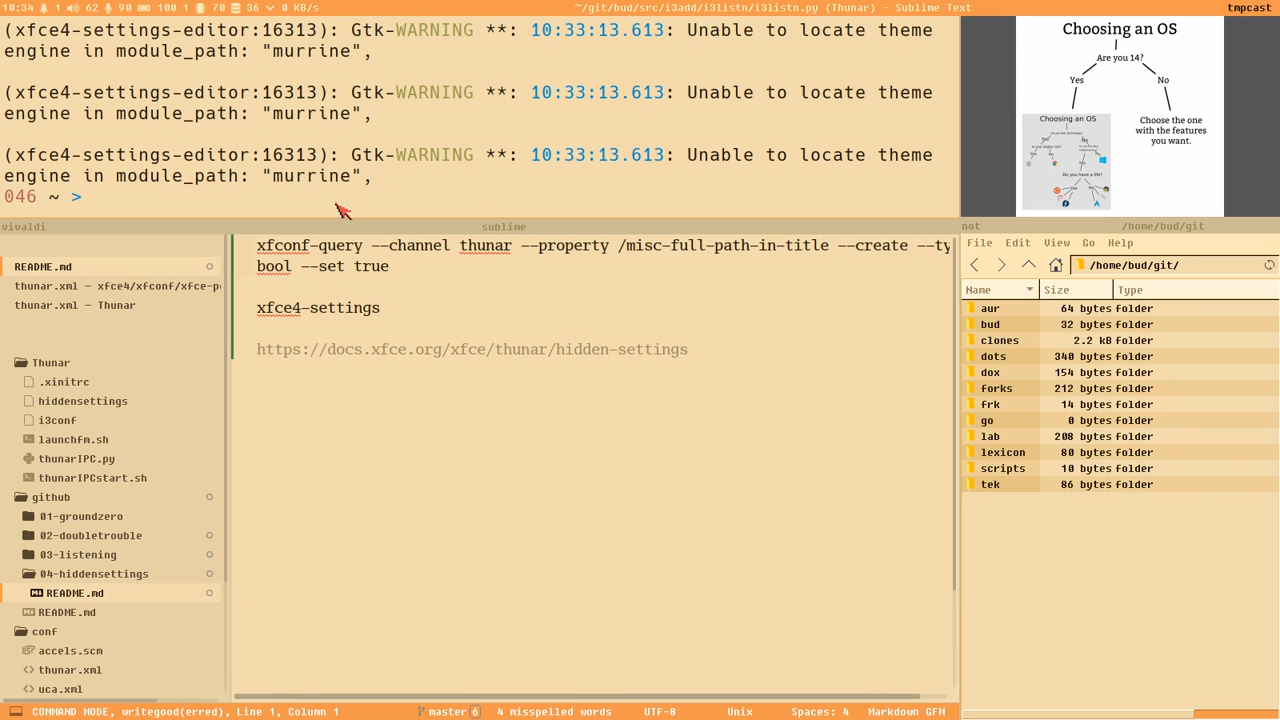 10:34 1 62 90 100 1 70 36 0 KB/s
~/git/bud/src/i3add/i3listn/i3listn.py (Thunar) - Sublime Text
tmpcast
(xfce4-settings-editor:16313): Gtk-WARNING **: 10:33:13.613: Unable to locate theme
engine in module_path: "murrine",
(xfce4-settings-editor:16313): Gtk-WARNING **: 10:33:13.613: Unable to locate theme
engine in module_path: "murrine",
(xfce4-settings-editor:16313): Gtk-WARNING **: 10:33:13.613: Unable to locate theme
engine in module_path: "murrine",
046 ~ >
Choosing an OS
Are you 14?
Yes No
Choosing an OS
Choose the one
with the features
you want.
Do you have a life?
vivaldi
sublime
README.md
thunar.xml — xfce4/xfconf/xfce-p
thunar.xml — Thunar
Thunar
.xinitrc
hiddensettings
i3conf
launchfm.sh
thunarIPC.py
thunarIPCstart.sh
github
01-groundzero
02-doubletrouble
03-listening
04-hiddensettings
README.md
README.md
conf
accels.scm
thunar.xml
uca.xml
xfconf-query --channel thunar --property /misc-full-path-in-title --create --ty
bool --set true
xfce4-settings
https://docs.xfce.org/xfce/thunar/hidden-settings
not
/home/bud/git
File Edit View Go Help
/home/bud/git/
Name Size Type
aur 64 bytes folder
bud 32 bytes folder
clones 2.2 kB folder
dots 340 bytes folder
dox 154 bytes folder
forks 212 bytes folder
frk 14 bytes folder
go 0 bytes folder
lab 208 bytes folder
lexicon 80 bytes folder
scripts 10 bytes folder
tek 86 bytes folder
COMMAND MODE, writegood(erred), Line 1, Column 1
master 6
4 misspelled words
UTF-8
Unix
Spaces: 4
Markdown GFM